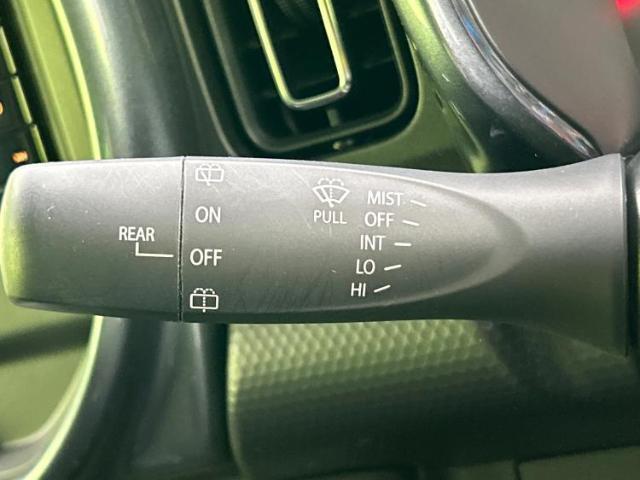 REAR
ON
OFF
PULL
MIST
OFF
INT
LO
HI